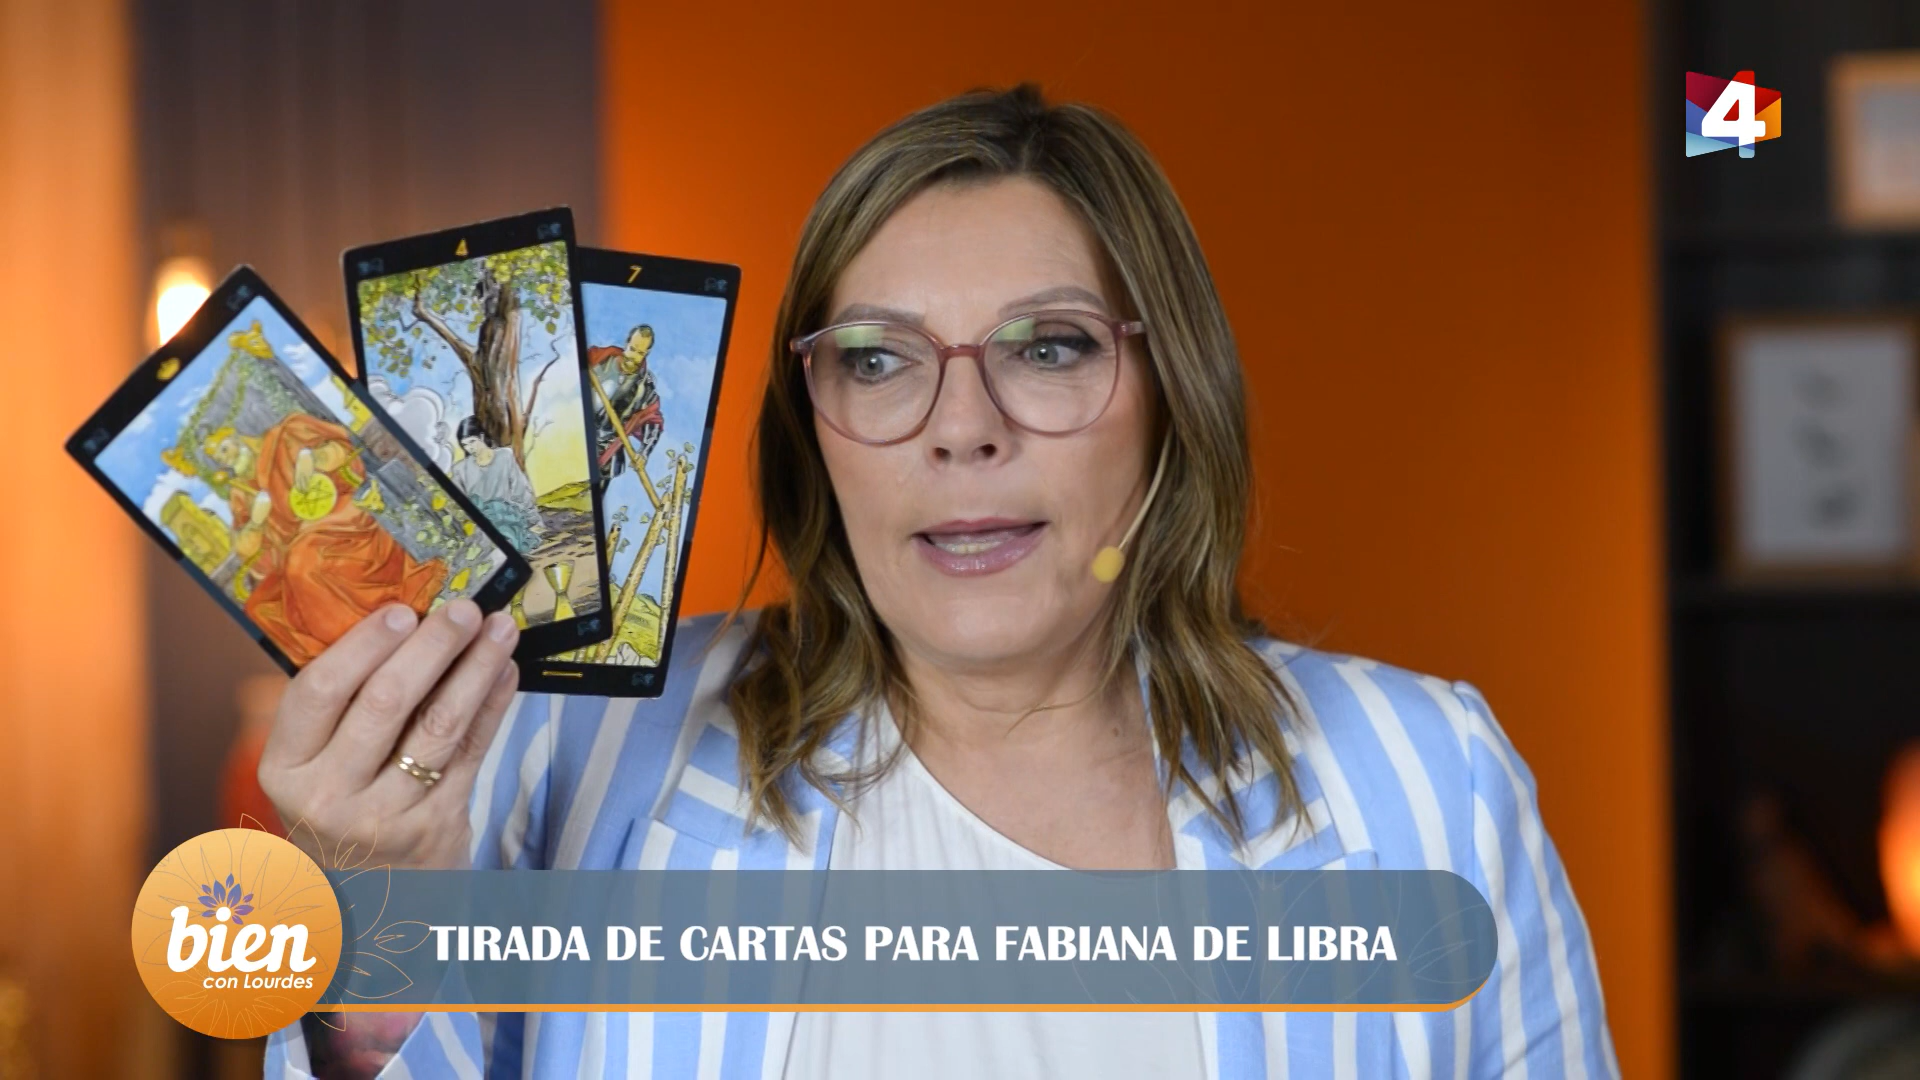 4
4
7
bien
con Lourdes
TIRADA DE CARTAS PARA FABIANA DE LIBRA